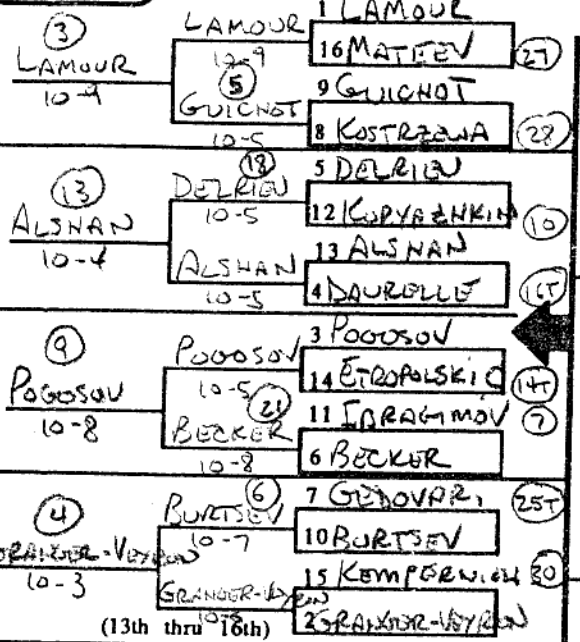 1 LAMOUR
3
LAMOUR
LAMOUR
16 MATEEV
27
10-9
10-9
5
9 GUICHOT
GUICHOT
10-5
8 KOSTRZEWA
28
18
5 DELRIEU
13
DELRIEU
10-5
12 KUPYAZHKIN
10
ALSHAN
10-4
13 ALSHAN
ALSHAN
10-5
4 DAURELLE
16T
9
3 POGOSOV
POGOSOV
10-5
14 ETROPOLSKI
14T
POGOSOV
10-8
21
11 IBRAGIMOV
7
BECKER
10-8
6 BECKER
4
6
7 GEDOVARI
25T
BURTSEV
10-7
10 BURTSEV
GRANGER-VEYRON
10-3
15 KEMPERNICH
30
GRANGER-VEYRON
2 GRANGER-VEYRON
(13th thru 16th)